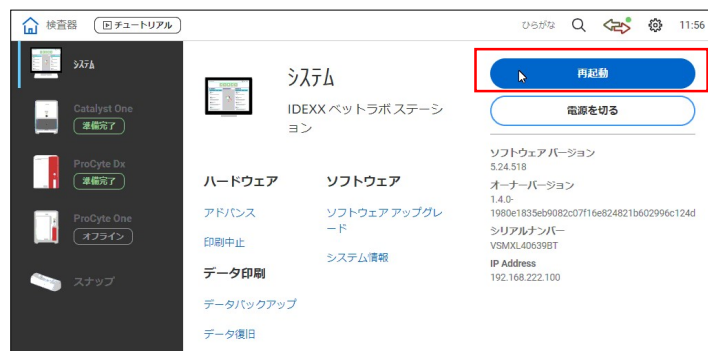 検査器
チュートリアル
ひらがな
11:56
システム
Catalyst One
準備完了
ProCyte Dx
準備完了
ProCyte One
オフライン
スナップ
システム
IDEXX ベットラボ ステーシ
ョン
ハードウェア
アドバンス
印刷中止
データ印刷
データバックアップ
データ復旧
ソフトウェア
ソフトウェア アップグレ
ード
システム情報
再起動
電源を切る
ソフトウェア バージョン
5.24.518
オーナーバージョン
1.4.0-
1980e1835eb9082c07f16e824821b602996c124d
シリアルナンバー
VSMXL40639BT
IP Address
192.168.222.100